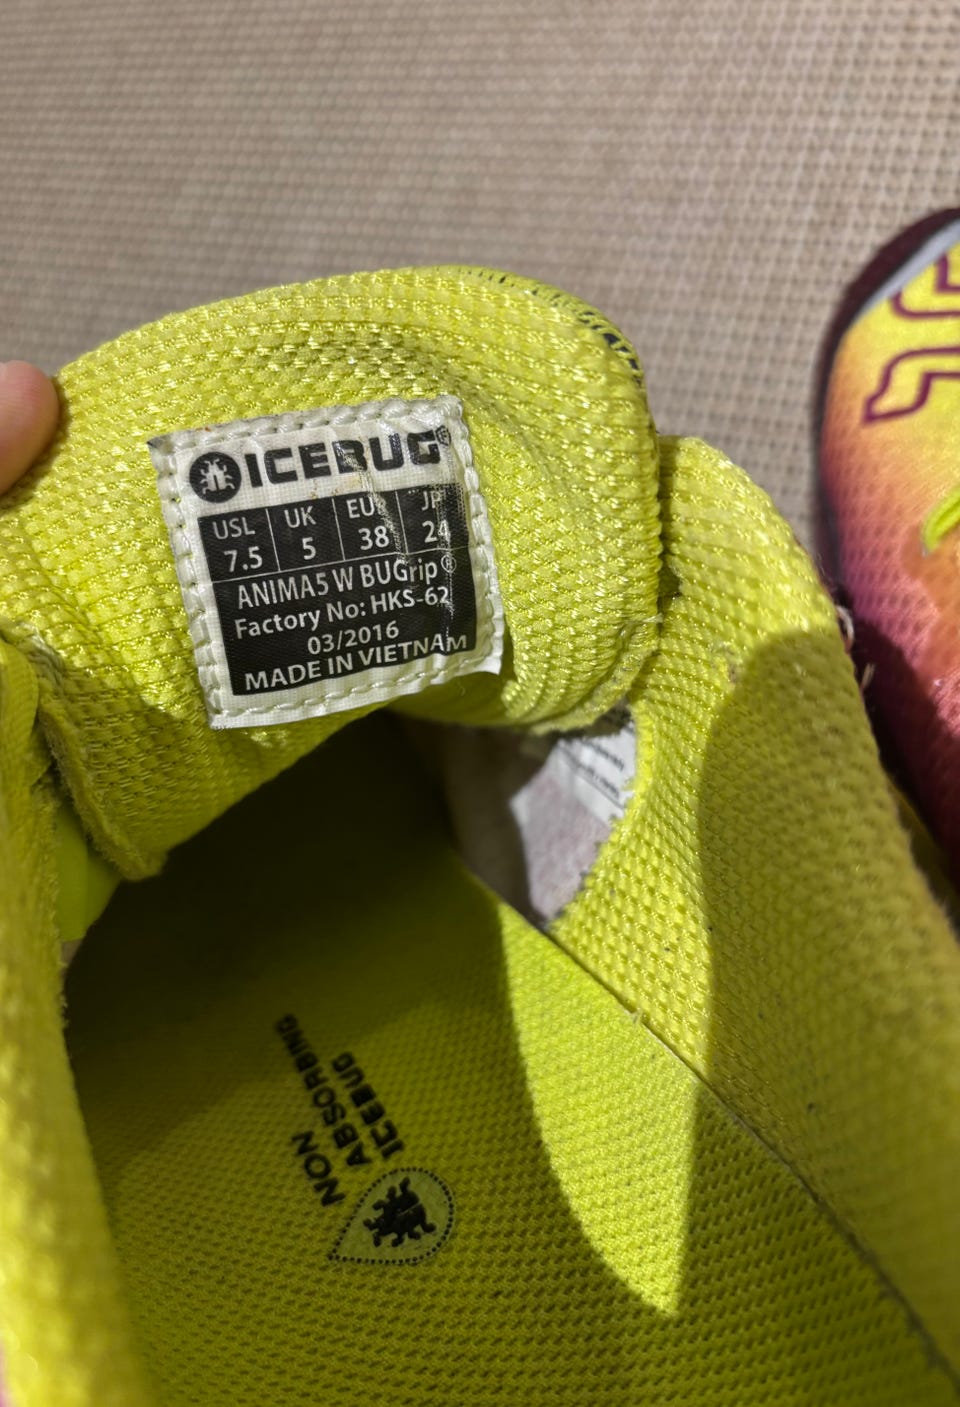 ICEBUG®
USL UK EU JP
7.5 5 38 24
ANIMA5 W BUGrip®
Factory No: HKS-62
03/2016
MADE IN VIETNAM
NON
ABSORBING
ICEBUG